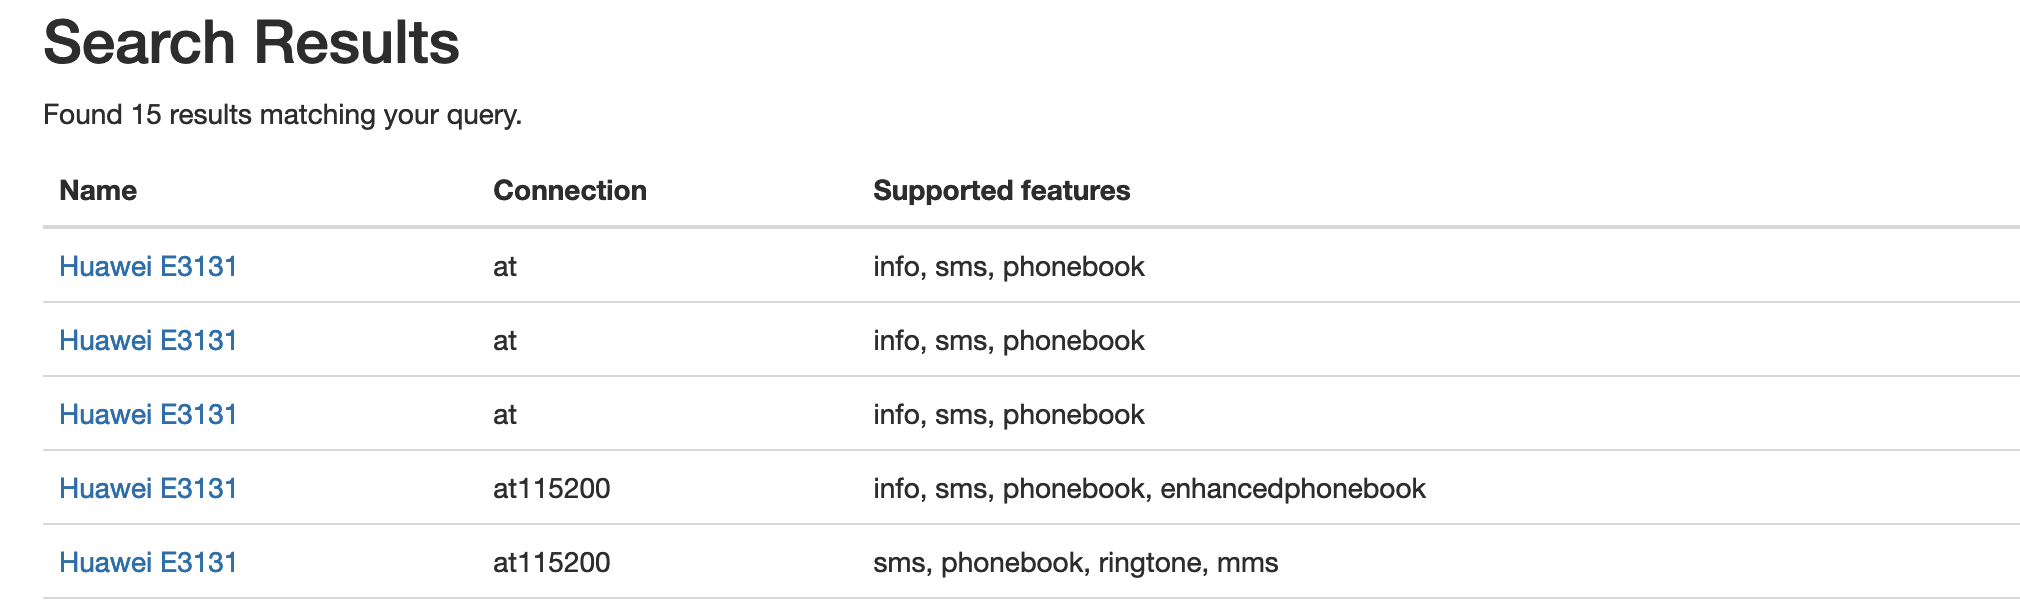 Search Results
Found 15 results matching your query.
Name Connection Supported features
Huawei E3131 at info, sms, phonebook
Huawei E3131 at info, sms, phonebook
Huawei E3131 at info, sms, phonebook
Huawei E3131 at115200 info, sms, phonebook, enhancedphonebook
Huawei E3131 at115200 sms, phonebook, ringtone, mms